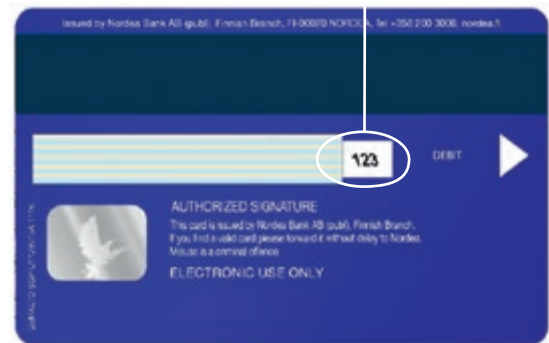 Issued by Nordea Bank AB (publ), Finnish Branch, FI-00020 NORDEA, Tel +358 200 3000, nordea.fi
123
DEBIT
AUTHORIZED SIGNATURE
This card is issued by Nordea Bank AB (publ), Finnish Branch.
If you find a valid card please forward it without delay to Nordea.
Misuse is a criminal offence.
ELECTRONIC USE ONLY